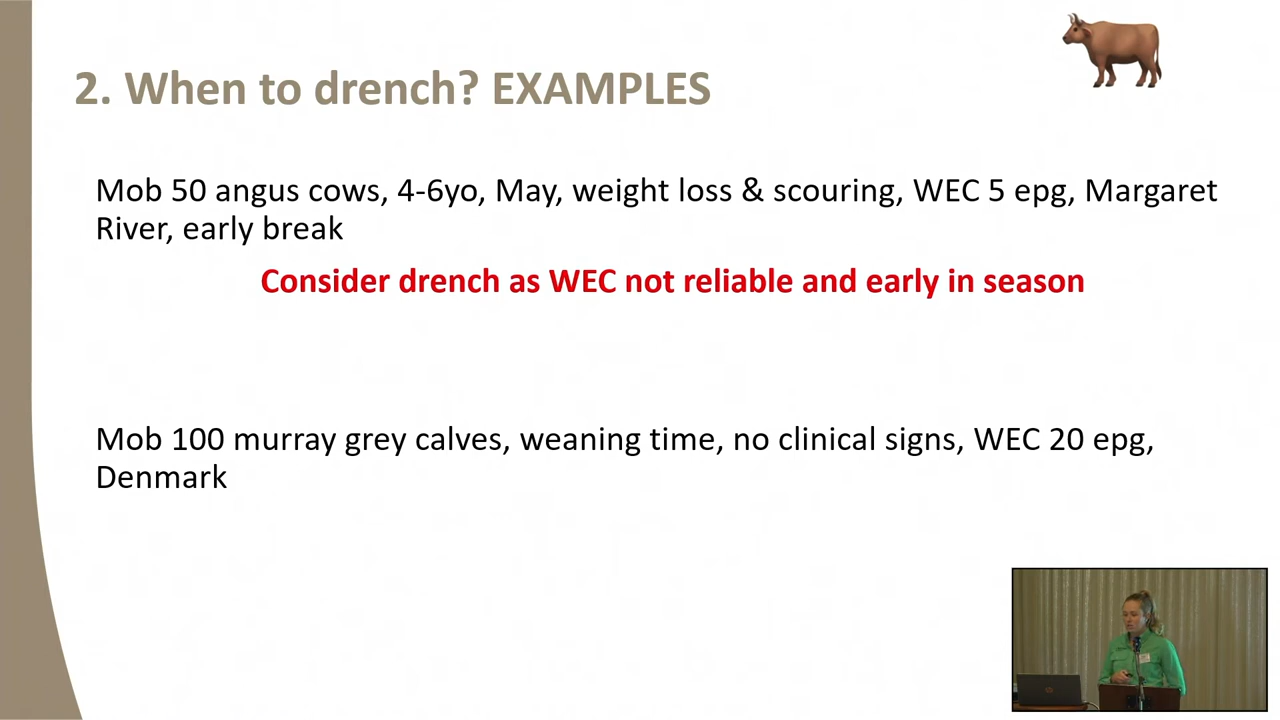 2. When to drench? EXAMPLES
Mob 50 angus cows, 4-6yo, May, weight loss & scouring, WEC 5 epg, Margaret
River, early break
Consider drench as WEC not reliable and early in season
Mob 100 murray grey calves, weaning time, no clinical signs, WEC 20 epg,
Denmark